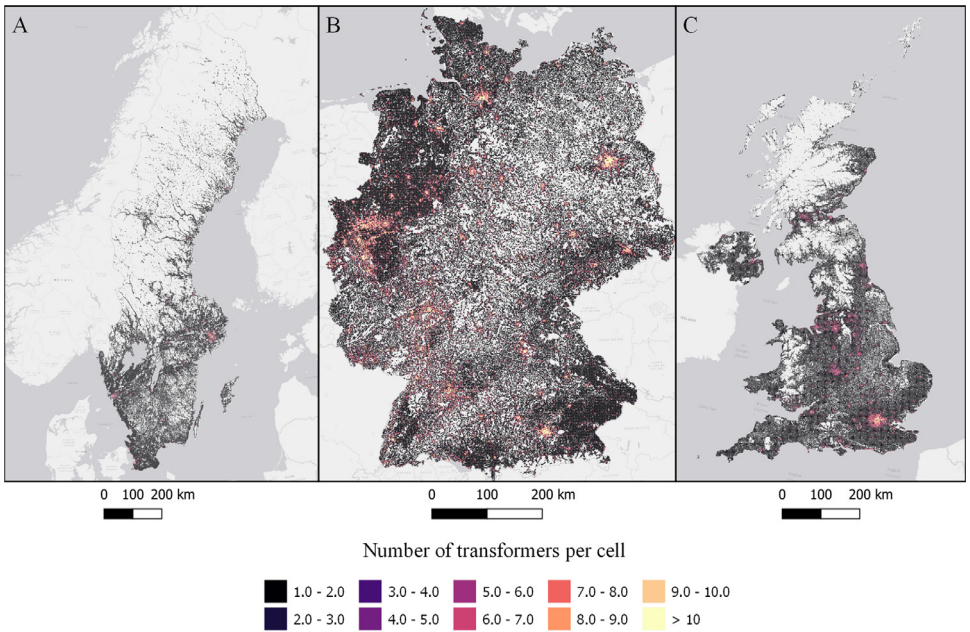 A B C
0 100 200 km 0 100 200 km 0 100 200 km
Number of transformers per cell
1.0 - 2.0 3.0 - 4.0 5.0 - 6.0 7.0 - 8.0 9.0 - 10.0
2.0 - 3.0 4.0 - 5.0 6.0 - 7.0 8.0 - 9.0 > 10